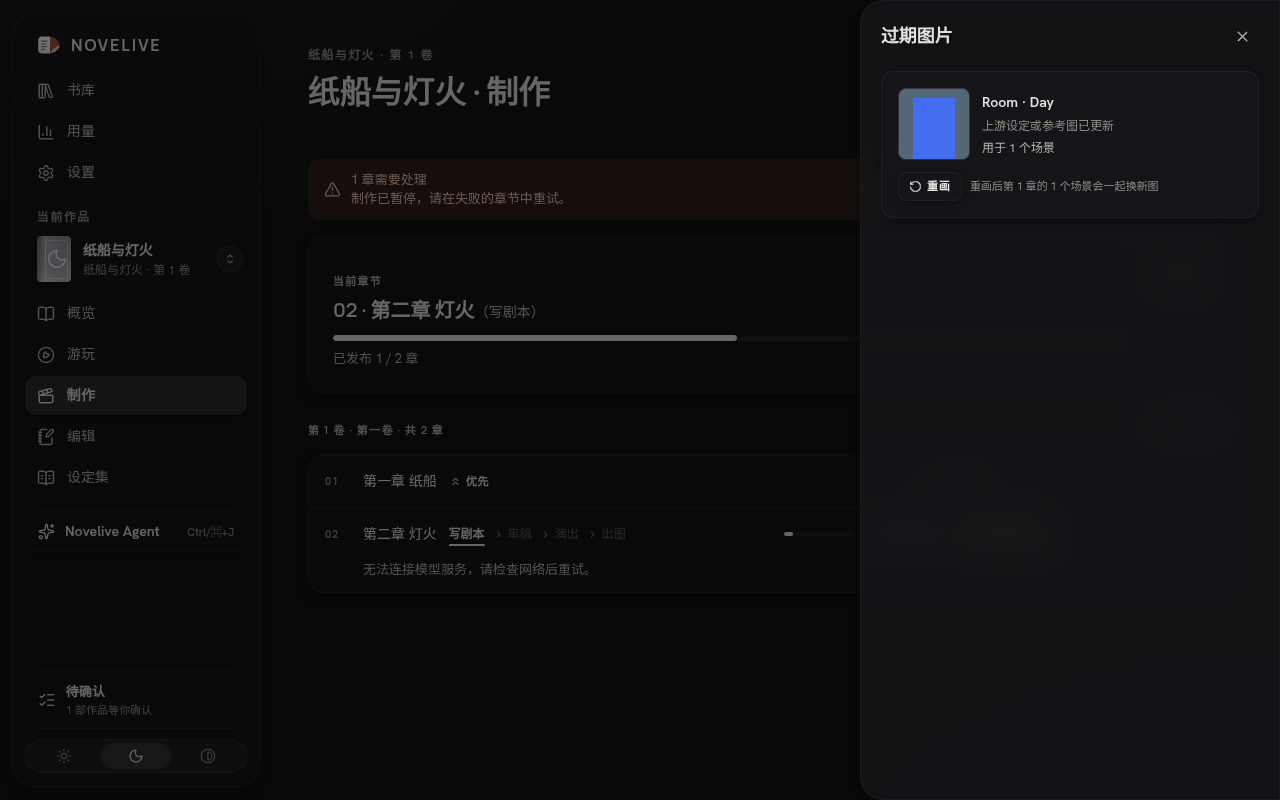 NOVELIVE
书库
用量
设置
当前作品
纸船与灯火
纸船与灯火 · 第 1 卷
概览
游玩
制作
编辑
设定集
Novelive Agent Ctrl/⌘+J
待确认
1 部作品等你确认
纸船与灯火 · 第 1 卷
纸船与灯火 · 制作
1 章需要处理
制作已暂停，请在失败的章节中重试。
当前章节
02 · 第二章 灯火（写剧本）
已发布 1 / 2 章
第 1 卷 · 第一卷 · 共 2 章
01 第一章 纸船 优先
02 第二章 灯火 写剧本 › 审稿 › 演出 › 出图
无法连接模型服务，请检查网络后重试。
过期图片
Room · Day
上游设定或参考图已更新
用于 1 个场景
重画 重画后第 1 章的 1 个场景会一起换新图